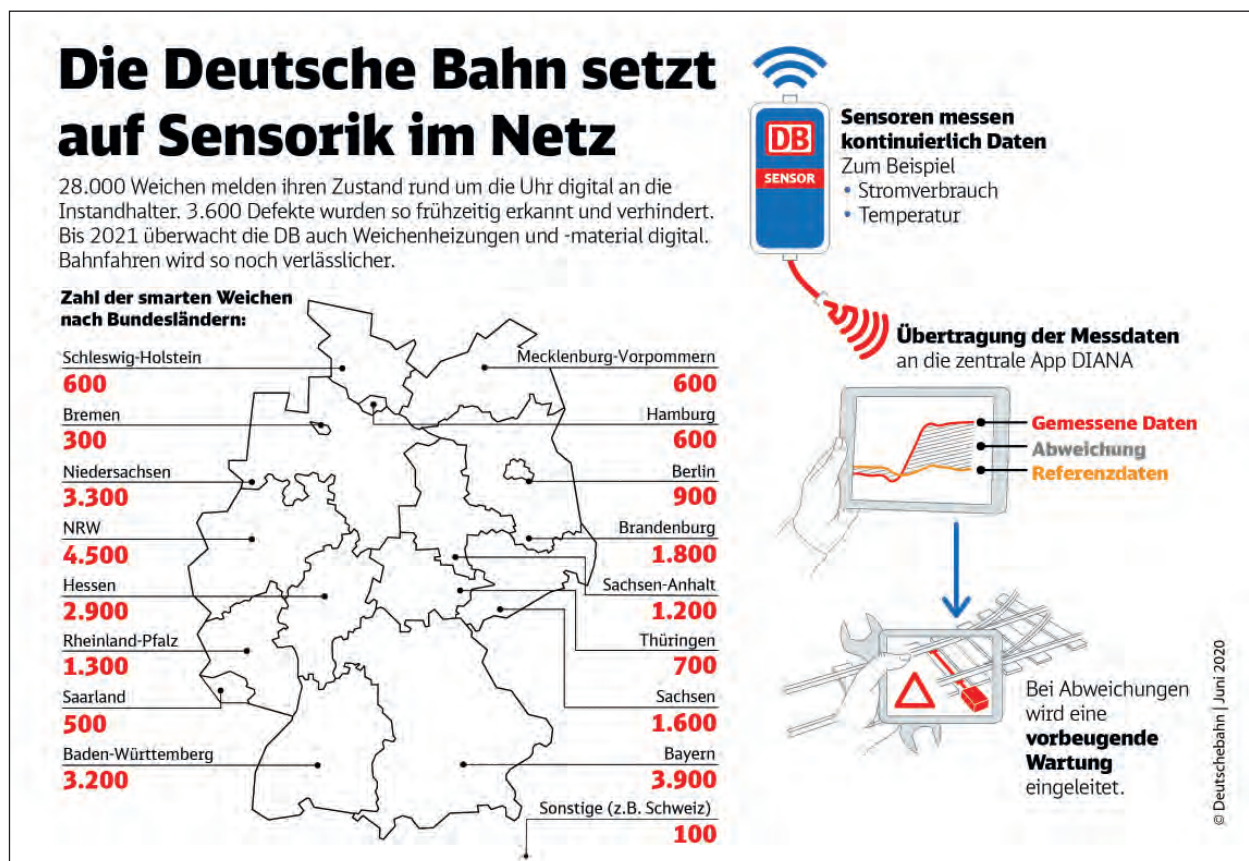 Die Deutsche Bahn setzt
auf Sensorik im Netz
28.000 Weichen melden ihren Zustand rund um die Uhr digital an die
Instandhalter. 3.600 Defekte wurden so frühzeitig erkannt und verhindert.
Bis 2021 überwacht die DB auch Weichenheizungen und -material digital.
Bahnfahren wird so noch verlässlicher.
Zahl der smarten Weichen
nach Bundesländern:
Schleswig-Holstein
600
Bremen
300
Niedersachsen
3.300
NRW
4.500
Hessen
2.900
Rheinland-Pfalz
1.300
Saarland
500
Baden-Württemberg
3.200
Mecklenburg-Vorpommern
600
Hamburg
600
Berlin
900
Brandenburg
1.800
Sachsen-Anhalt
1.200
Thüringen
700
Sachsen
1.600
Bayern
3.900
Sonstige (z.B. Schweiz)
100
DB
SENSOR
Sensoren messen
kontinuierlich Daten
Zum Beispiel
• Stromverbrauch
• Temperatur
Übertragung der Messdaten
an die zentrale App DIANA
Gemessene Daten
Abweichung
Referenzdaten
Bei Abweichungen
wird eine
vorbeugende
Wartung
eingeleitet.
© Deutschebahn | Juni 2020